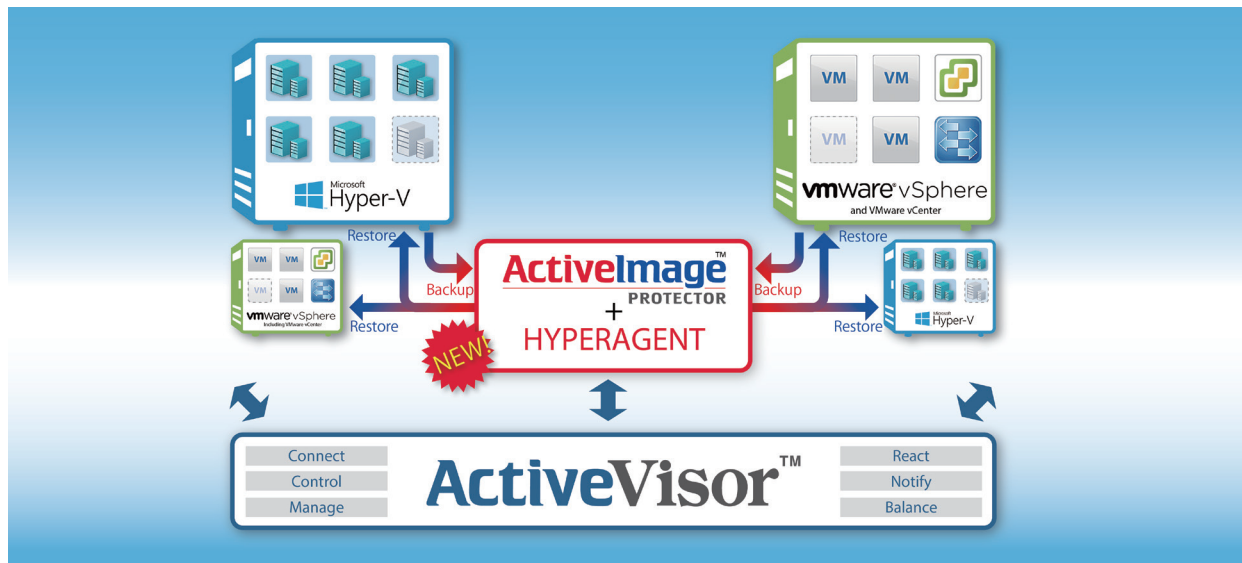 Microsoft
Hyper-V
VM
VM
VM
VM
vmware® vSphere
and VMware vCenter
Restore
Restore
Backup
Backup
VM
VM
VM
VM
vmware® vSphere
Including VMware vCenter
Restore
Restore
Microsoft
Hyper-V
ActiveImage™
PROTECTOR
+
HYPERAGENT
NEW!
Connect
Control
Manage
ActiveVisor™
React
Notify
Balance